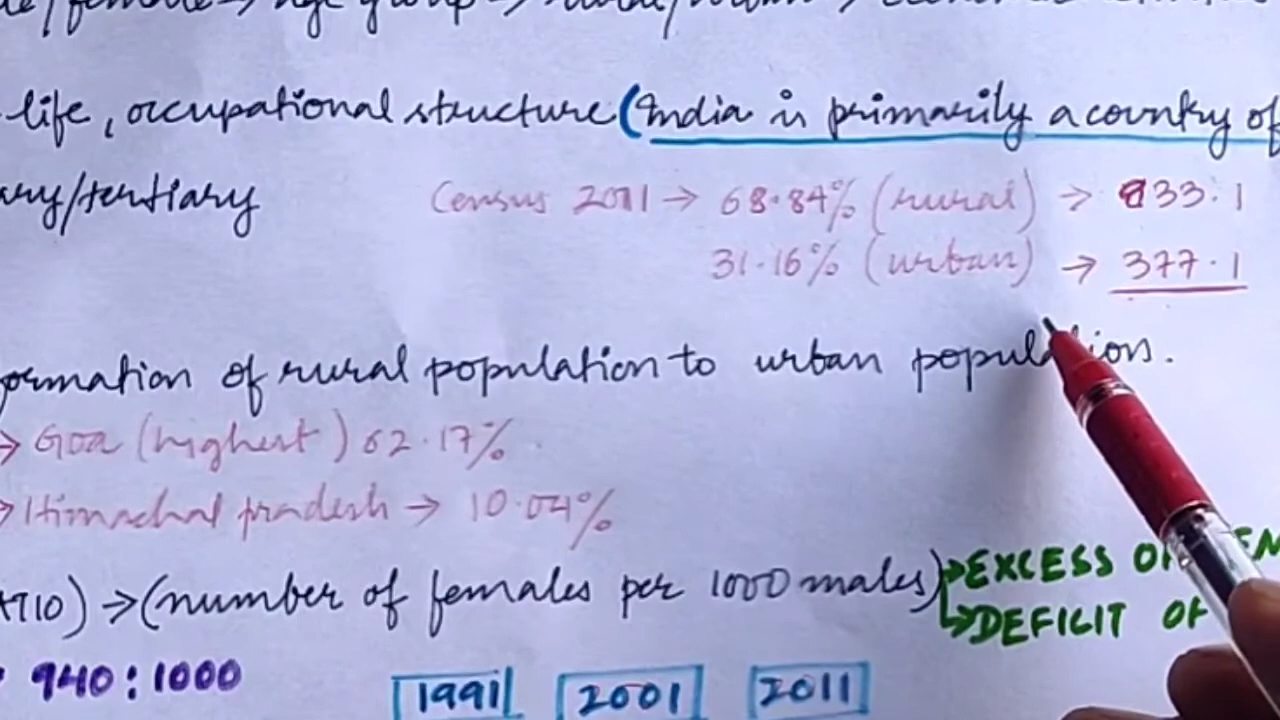 life, occupational structure (India is primarily a country of
ary/tertiary
Census 2011 → 68.84% (rural) → 833.1
31.16% (urban) → 377.1
ormation of rural population to urban population.
→ Goa (highest) 62.17%
→ Himachal pradesh → 10.04%
ATIO) → (number of females per 1000 males)
→ EXCESS OF
→ DEFICIT OF
940:1000
1991 2001 2011